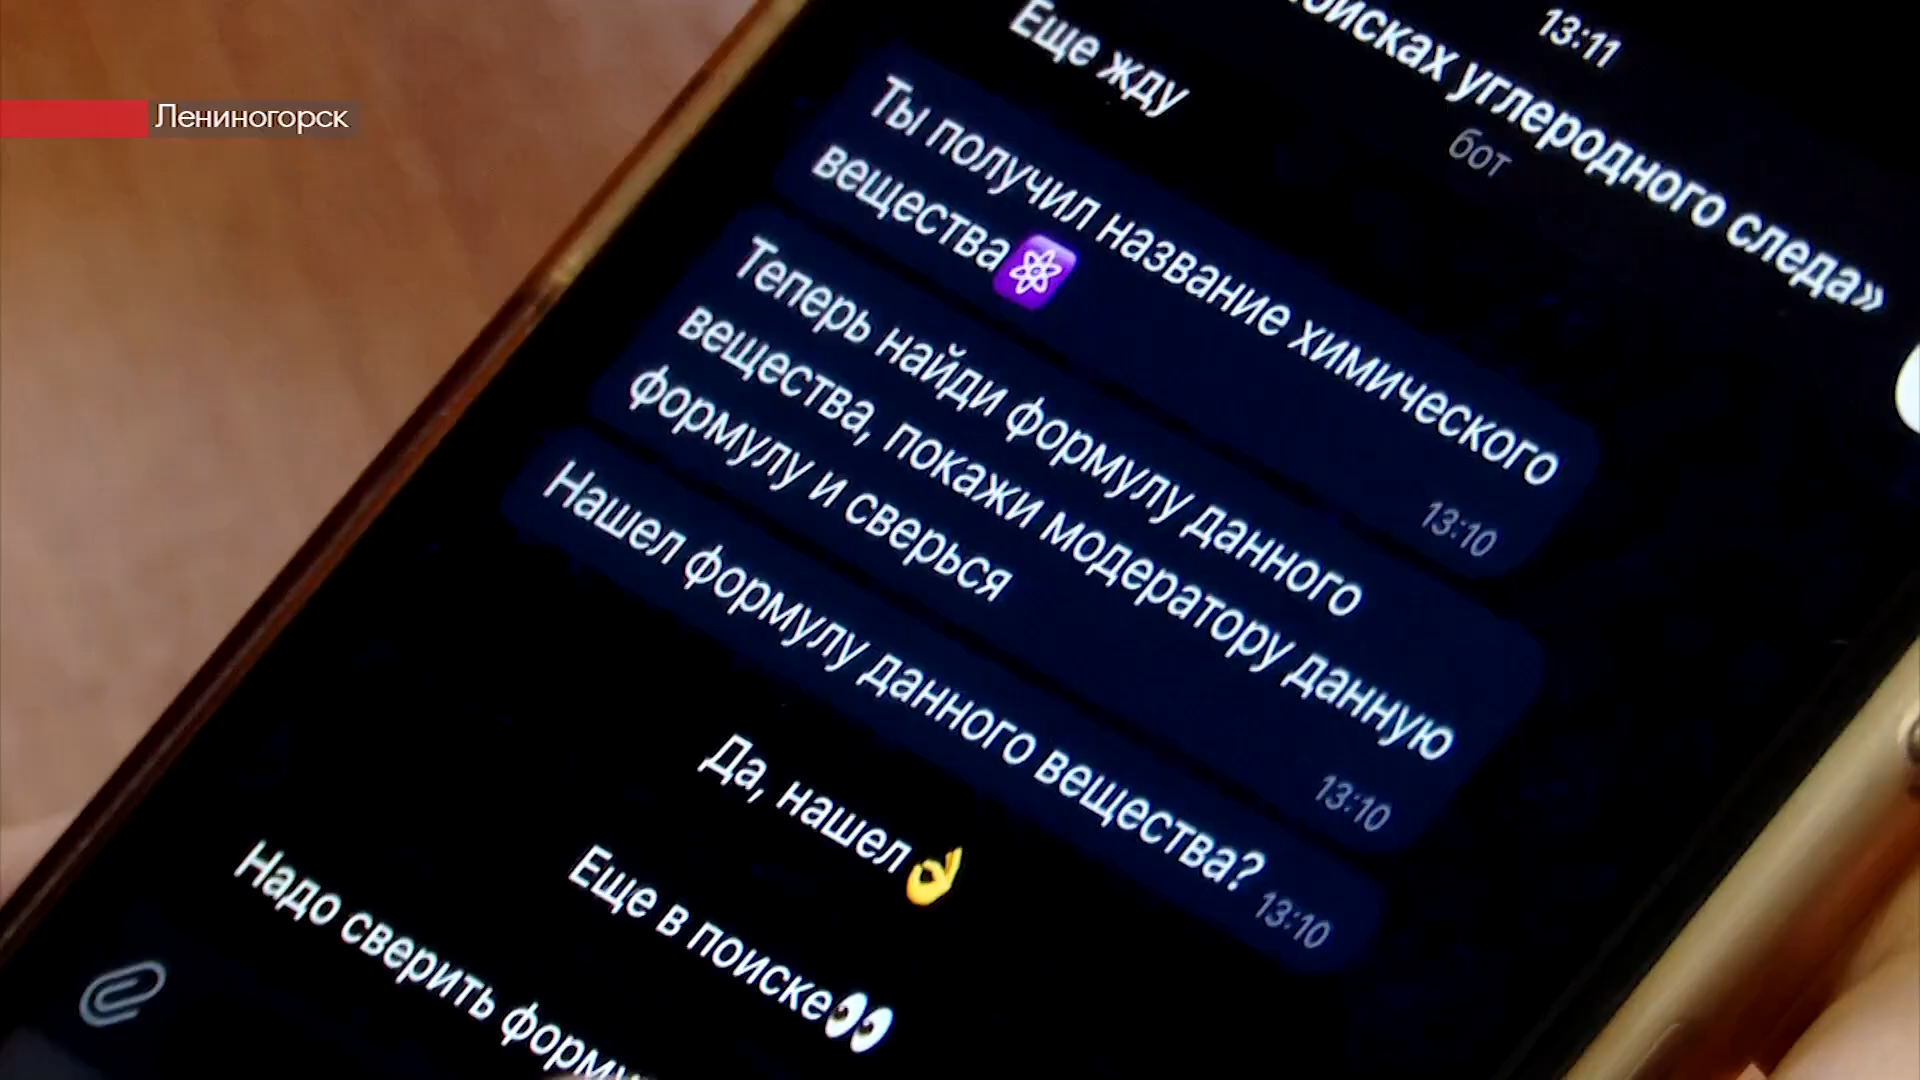 Лениногорск
13:11
поисках углеродного следа»
бот
Еще жду
Ты получил название химического
вещества⚛️
13:10
Теперь найди формулу данного
вещества, покажи модератору данную
формулу и сверься
13:10
Нашел формулу данного вещества?
13:10
Да, нашел👌
Еще в поиске👀
Надо сверить